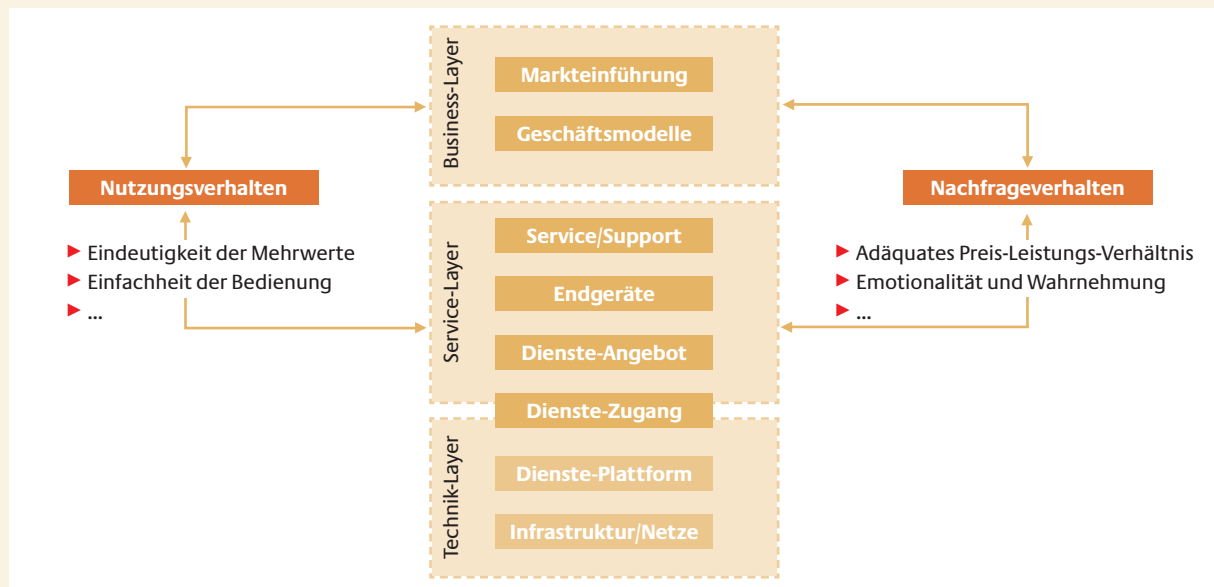 Business-Layer
Markteinführung
Geschäftsmodelle
Nutzungsverhalten
► Eindeutigkeit der Mehrwerte
► Einfachheit der Bedienung
► ...
Nachfrageverhalten
► Adäquates Preis-Leistungs-Verhältnis
► Emotionalität und Wahrnehmung
► ...
Service-Layer
Service/Support
Endgeräte
Dienste-Angebot
Dienste-Zugang
Technik-Layer
Dienste-Plattform
Infrastruktur/Netze